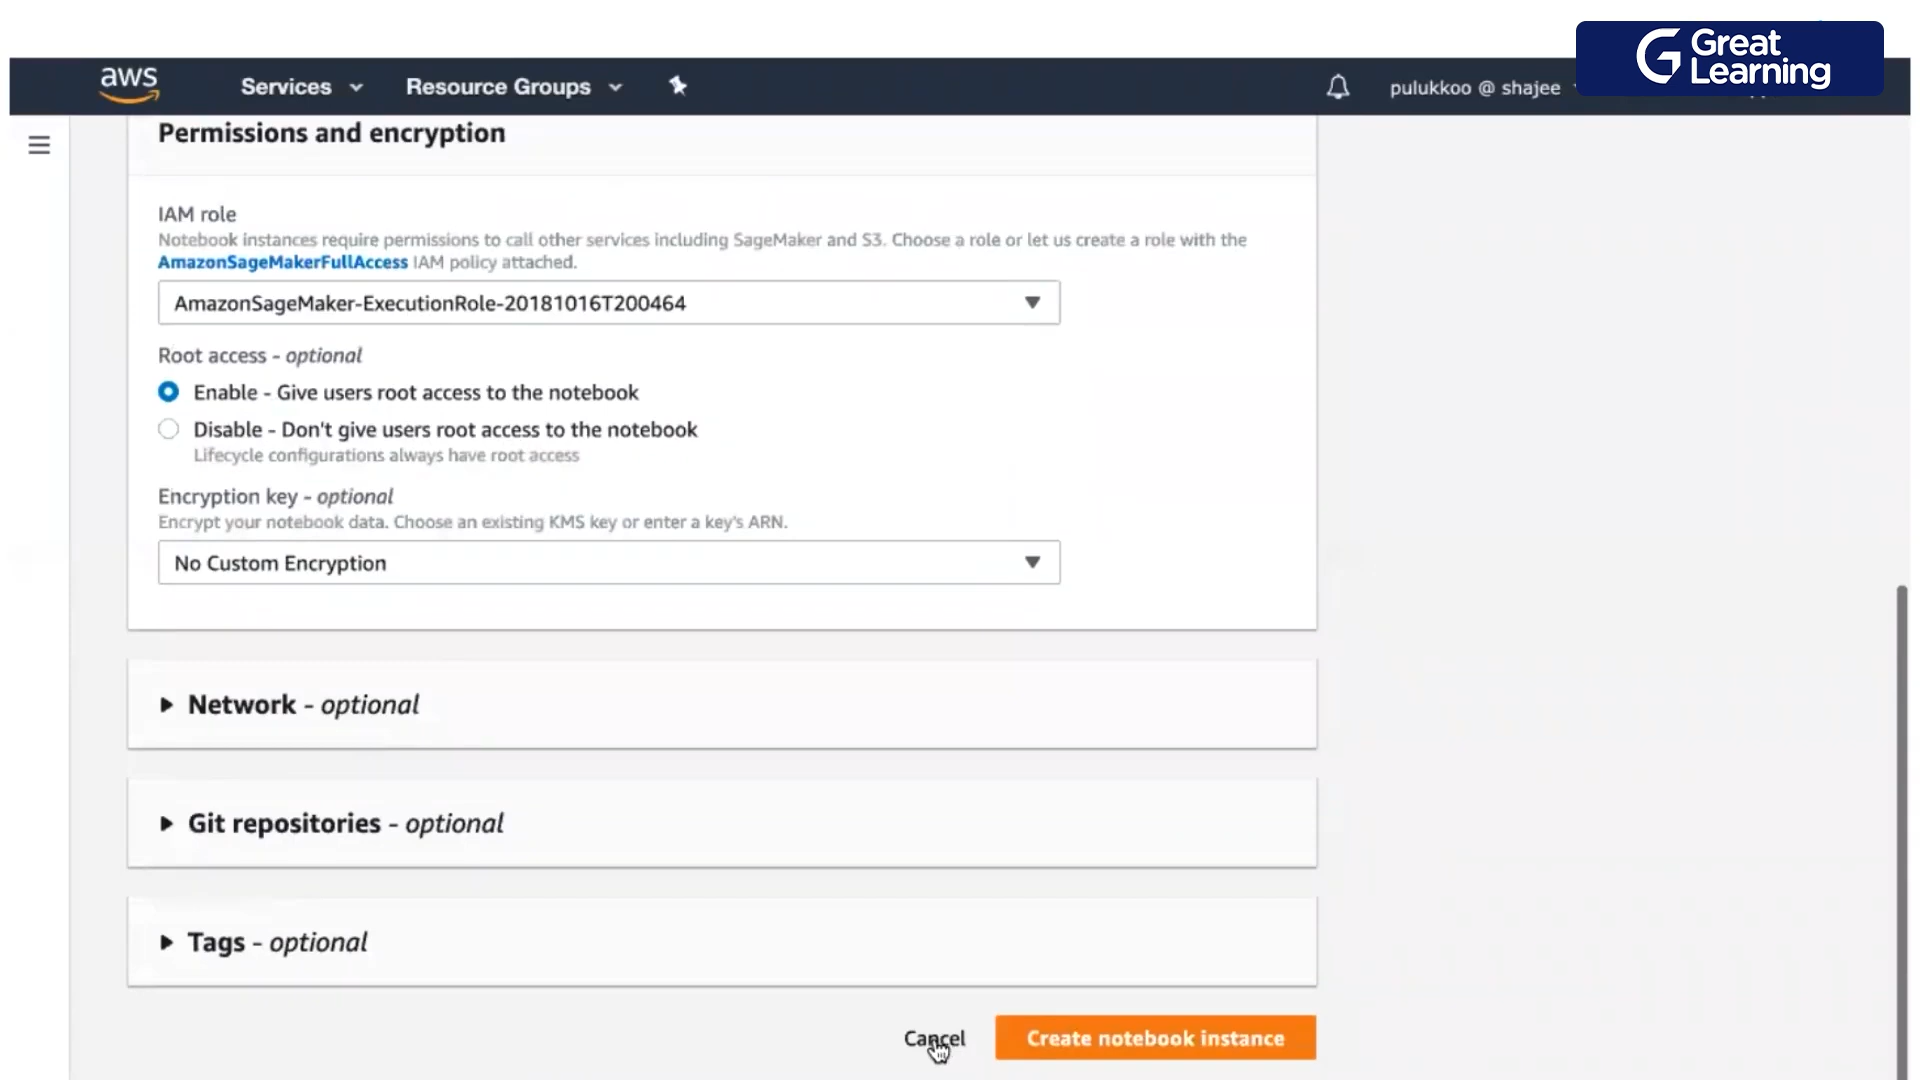 Great
Learning
aws
Services
Resource Groups
pulukkoo @ shajee
Permissions and encryption
IAM role
Notebook instances require permissions to call other services including SageMaker and S3. Choose a role or let us create a role with the
AmazonSageMakerFullAccess IAM policy attached.
AmazonSageMaker-ExecutionRole-20181016T200464
Root access - optional
Enable - Give users root access to the notebook
Disable - Don't give users root access to the notebook
Lifecycle configurations always have root access
Encryption key - optional
Encrypt your notebook data. Choose an existing KMS key or enter a key's ARN.
No Custom Encryption
Network - optional
Git repositories - optional
Tags - optional
Cancel
Create notebook instance